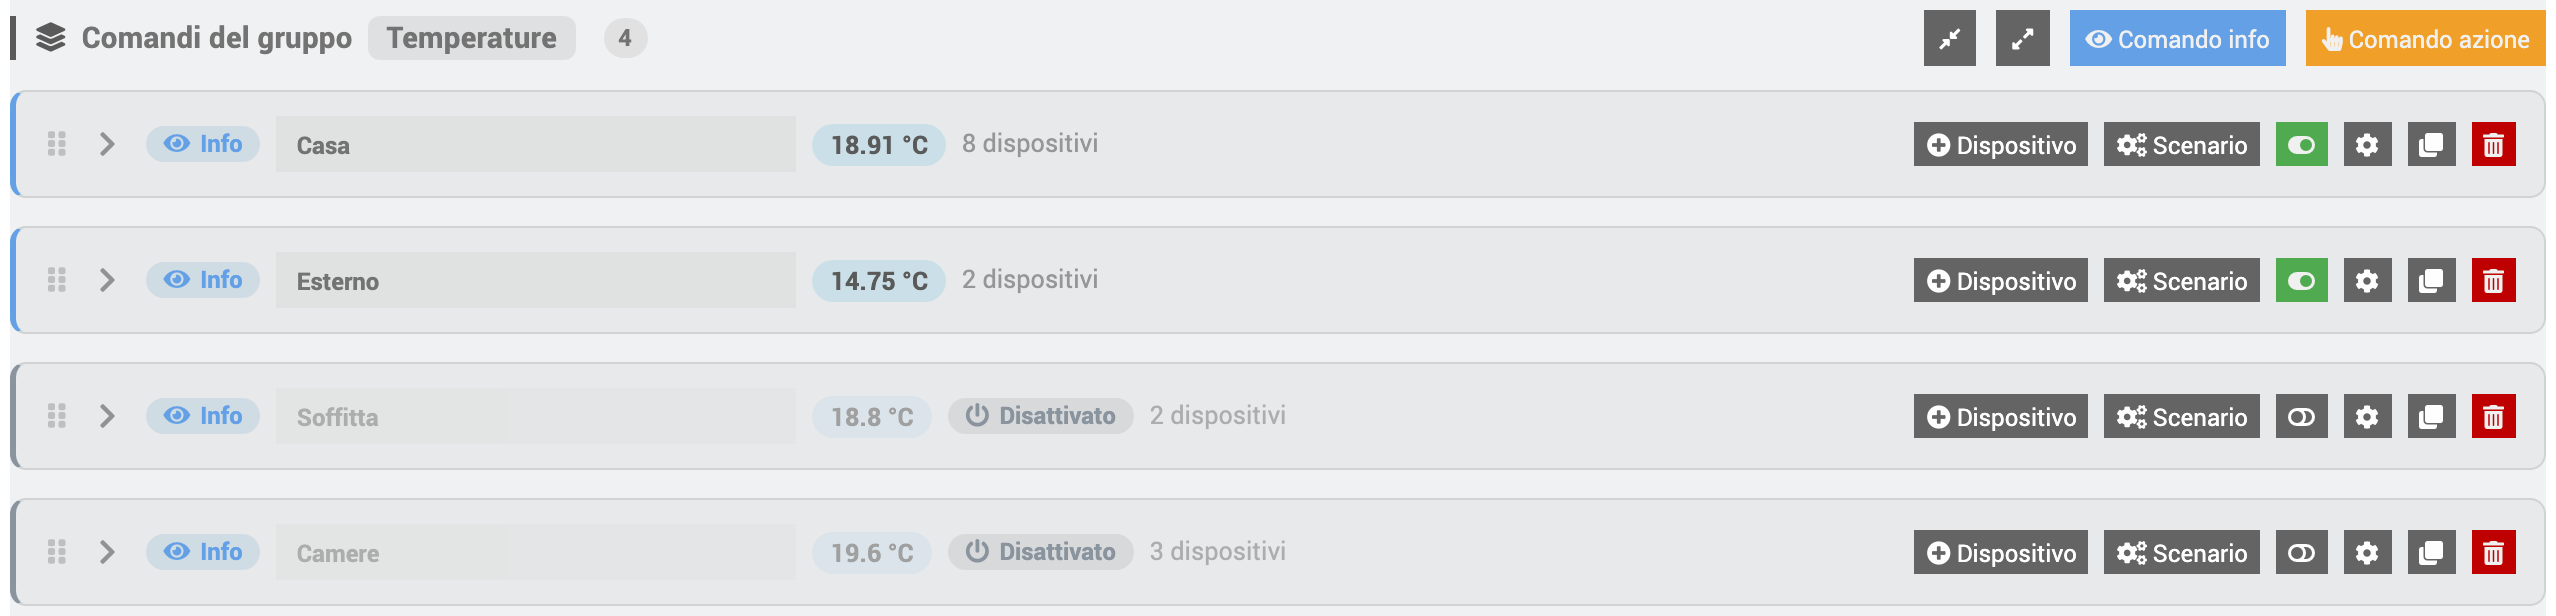 Comandi del gruppo Temperature 4 Comando info Comando azione
Info Casa 18.91 °C 8 dispositivi Dispositivo Scenario
Info Esterno 14.75 °C 2 dispositivi Dispositivo Scenario
Info Soffitta 18.8 °C Disattivato 2 dispositivi Dispositivo Scenario
Info Camere 19.6 °C Disattivato 3 dispositivi Dispositivo Scenario